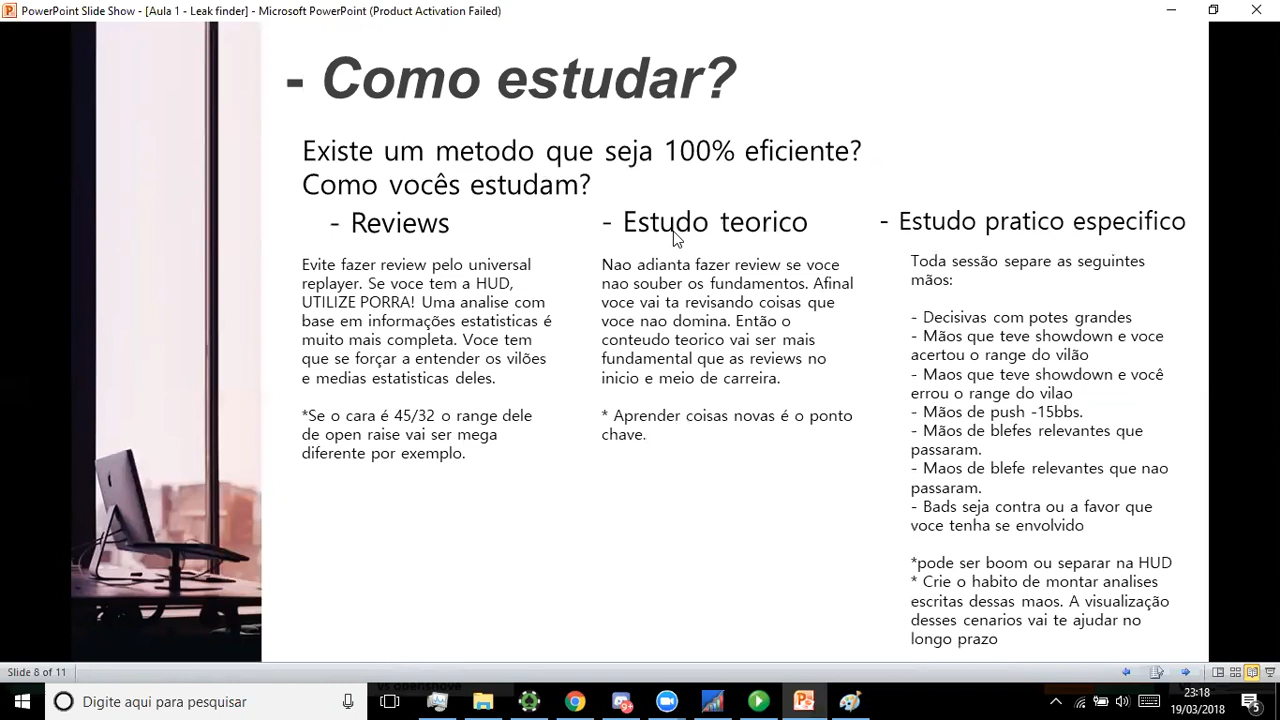 PowerPoint Slide Show - [Aula 1 - Leak finder] - Microsoft PowerPoint (Product Activation Failed)
- Como estudar?
Existe um metodo que seja 100% eficiente?
Como vocês estudam?
- Reviews
Evite fazer review pelo universal
replayer. Se voce tem a HUD,
UTILIZE PORRA! Uma analise com
base em informações estatisticas é
muito mais completa. Voce tem
que se forçar a entender os vilões
e medias estatisticas deles.
*Se o cara é 45/32 o range dele
de open raise vai ser mega
diferente por exemplo.
- Estudo teorico
Nao adianta fazer review se voce
nao souber os fundamentos. Afinal
voce vai ta revisando coisas que
voce nao domina. Então o
conteudo teorico vai ser mais
fundamental que as reviews no
inicio e meio de carreira.
* Aprender coisas novas é o ponto
chave.
- Estudo pratico especifico
Toda sessão separe as seguintes
mãos:
- Decisivas com potes grandes
- Mãos que teve showdown e voce
acertou o range do vilão
- Maos que teve showdown e você
errou o range do vilao
- Mãos de push -15bbs.
- Mãos de blefes relevantes que
passaram.
- Maos de blefe relevantes que nao
passaram.
- Bads seja contra ou a favor que
voce tenha se envolvido
*pode ser boom ou separar na HUD
* Crie o habito de montar analises
escritas dessas maos. A visualização
desses cenarios vai te ajudar no
longo prazo
Slide 8 of 11
vs openshove
Digite aqui para pesquisar
23:18
19/03/2018